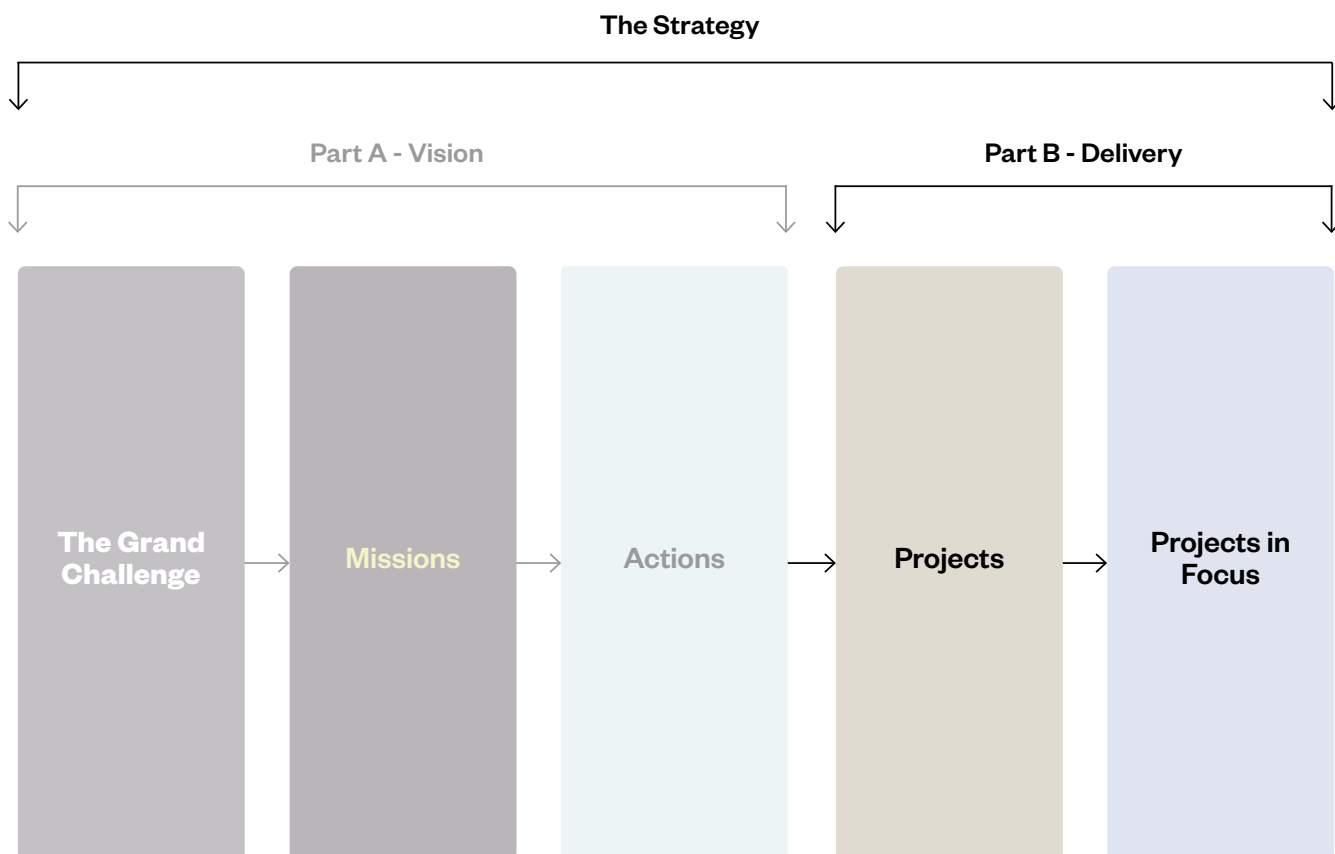 The Strategy
Part A - Vision
Part B - Delivery
The Grand
Challenge
Missions
Actions
Projects
Projects in
Focus